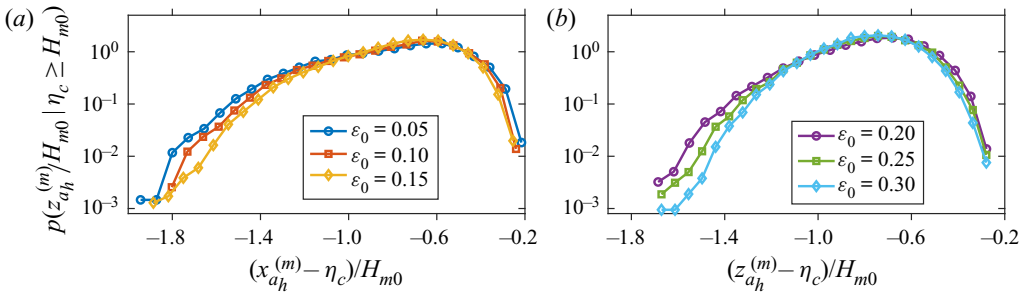 (a)
(b)
p(z_{a_h}^{(m)}/H_{m0} | η_c ≥ H_{m0})
10^0
10^{-1}
10^{-2}
10^{-3}
ε_0 = 0.05
ε_0 = 0.10
ε_0 = 0.15
−1.8 −1.4 −1.0 −0.6 −0.2
(x_{a_h}^{(m)} − η_c)/H_{m0}
10^0
10^{-1}
10^{-2}
10^{-3}
ε_0 = 0.20
ε_0 = 0.25
ε_0 = 0.30
−1.8 −1.4 −1.0 −0.6 −0.2
(z_{a_h}^{(m)} − η_c)/H_{m0}